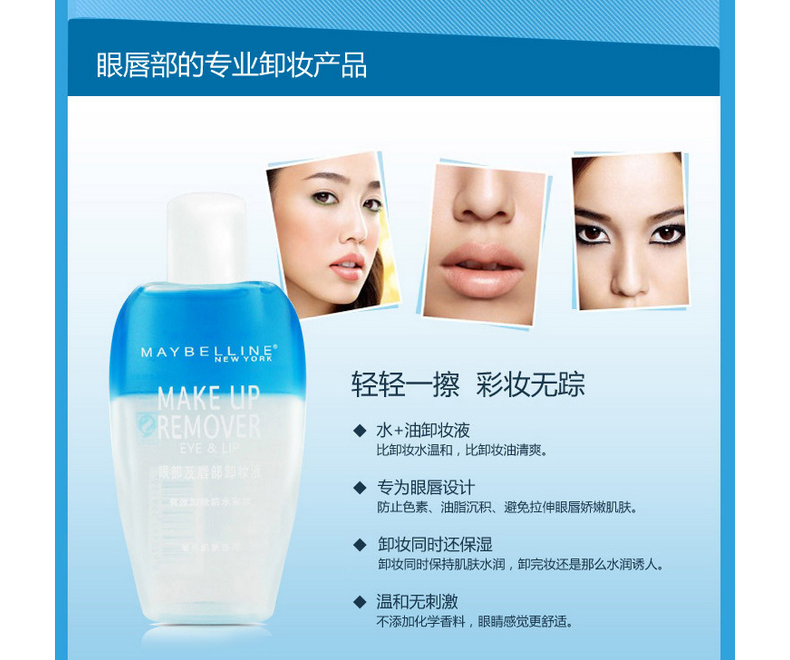 眼唇部的专业卸妆产品
MAYBELLINE®
NEW YORK
MAKE UP
REMOVER
EYE & LIP
轻轻一擦 彩妆无踪
◆ 水+油卸妆液
比卸妆水温和，比卸妆油清爽。
◆ 专为眼唇设计
防止色素、油脂沉积、避免拉伸眼唇娇嫩肌肤。
◆ 卸妆同时还保湿
卸妆同时保持肌肤水润，卸完妆还是那么水润诱人。
◆ 温和无刺激
不添加化学香料，眼睛感觉更舒适。